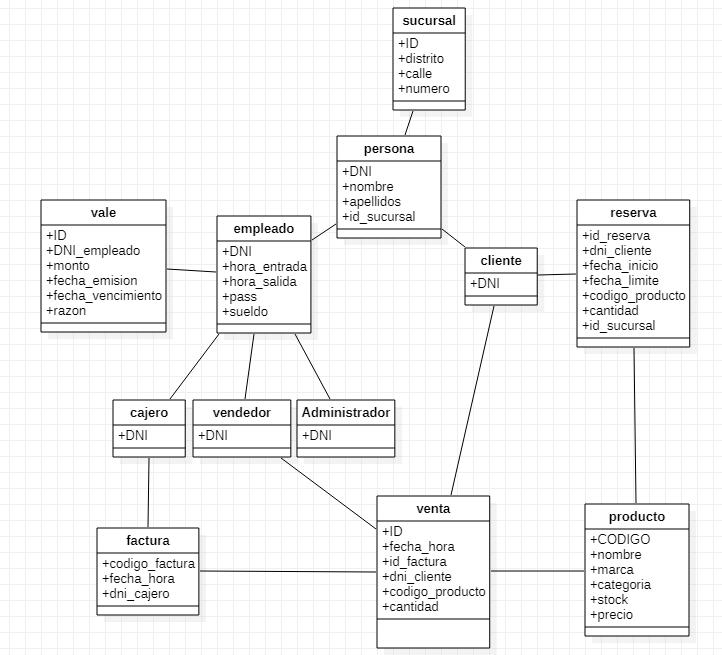 sucursal
+ID
+distrito
+calle
+numero
persona
+DNI
+nombre
+apellidos
+id_sucursal
vale
+ID
+DNI_empleado
+monto
+fecha_emision
+fecha_vencimiento
+razon
empleado
+DNI
+hora_entrada
+hora_salida
+pass
+sueldo
cliente
+DNI
reserva
+id_reserva
+dni_cliente
+fecha_inicio
+fecha_limite
+codigo_producto
+cantidad
+id_sucursal
cajero
+DNI
vendedor
+DNI
Administrador
+DNI
factura
+codigo_factura
+fecha_hora
+dni_cajero
venta
+ID
+fecha_hora
+id_factura
+dni_cliente
+codigo_producto
+cantidad
producto
+CODIGO
+nombre
+marca
+categoria
+stock
+precio